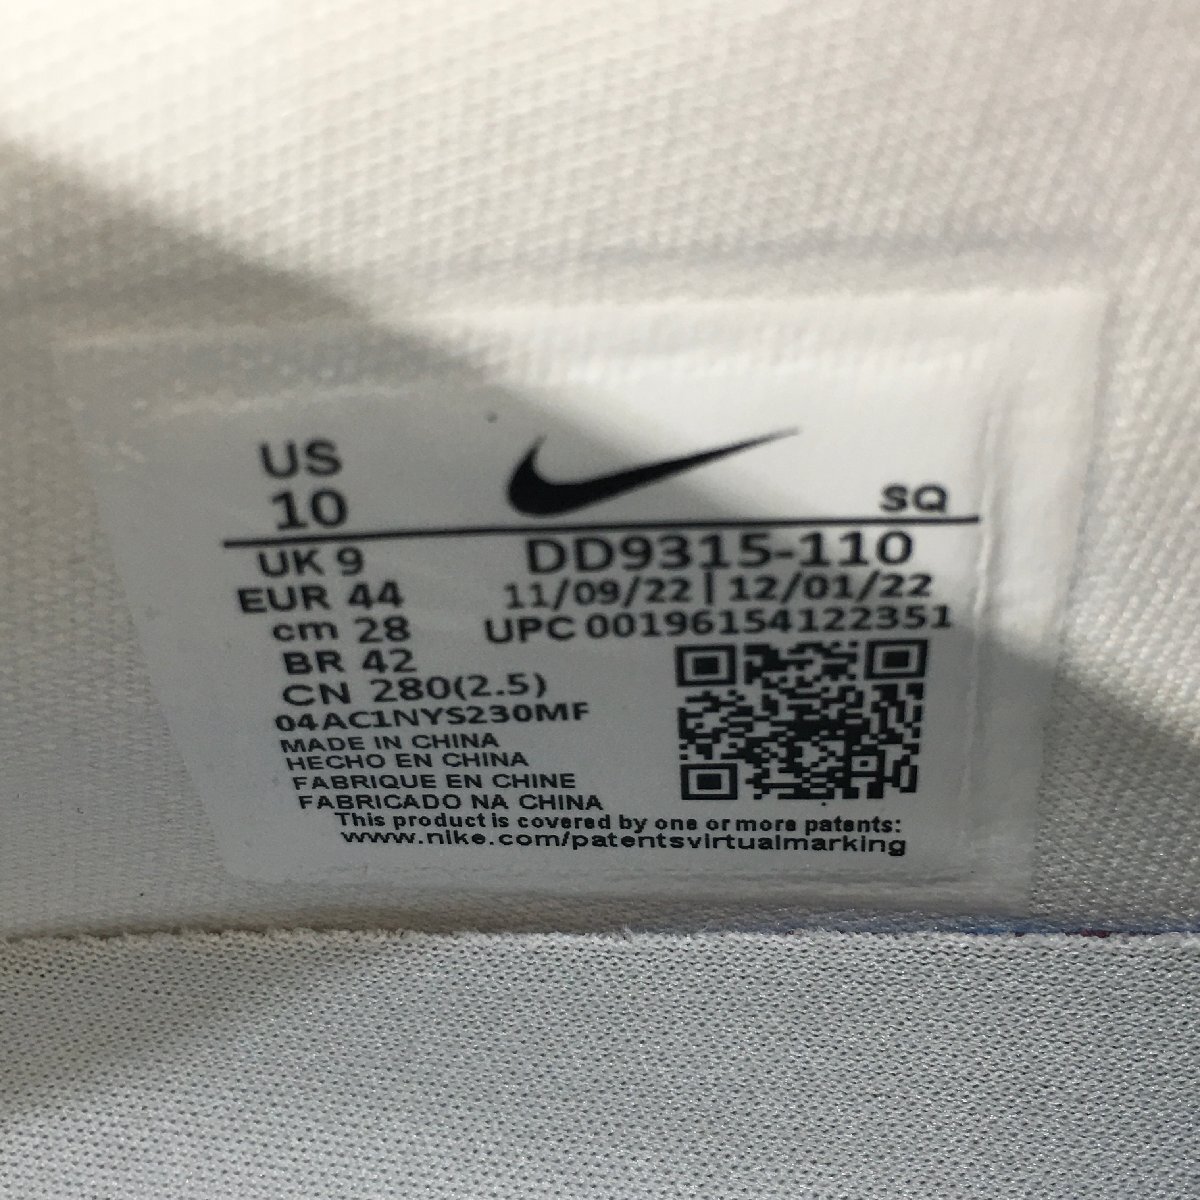 US
10
SQ
UK 9
DD9315-110
EUR 44
11/09/22 | 12/01/22
cm 28
UPC 00196154122351
BR 42
CN 280(2.5)
04AC1NYS230MF
MADE IN CHINA
HECHO EN CHINA
FABRIQUE EN CHINE
FABRICADO NA CHINA
This product is covered by one or more patents:
www.nike.com/patentsvirtualmarking